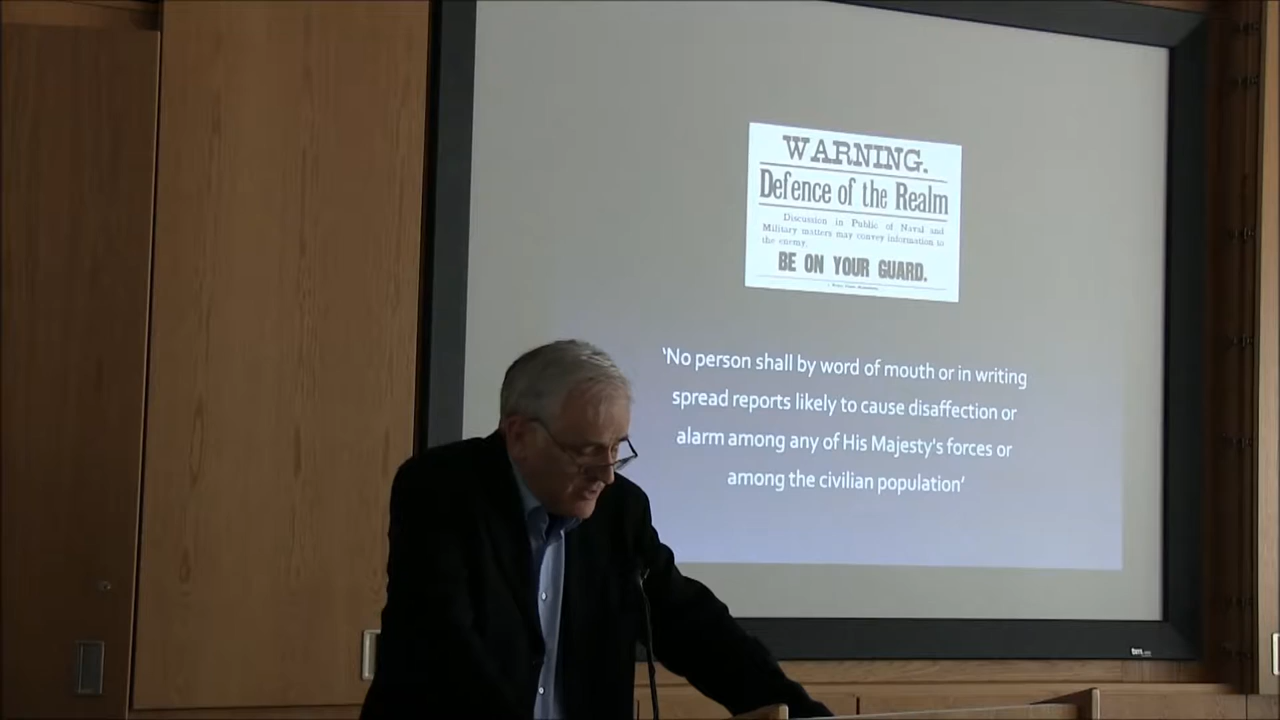 WARNING.
Defence of the Realm
Discussion in Public of Naval and
Military matters may convey information to
the enemy.
BE ON YOUR GUARD.
‘No person shall by word of mouth or in writing
spread reports likely to cause disaffection or
alarm among any of His Majesty's forces or
among the civilian population’